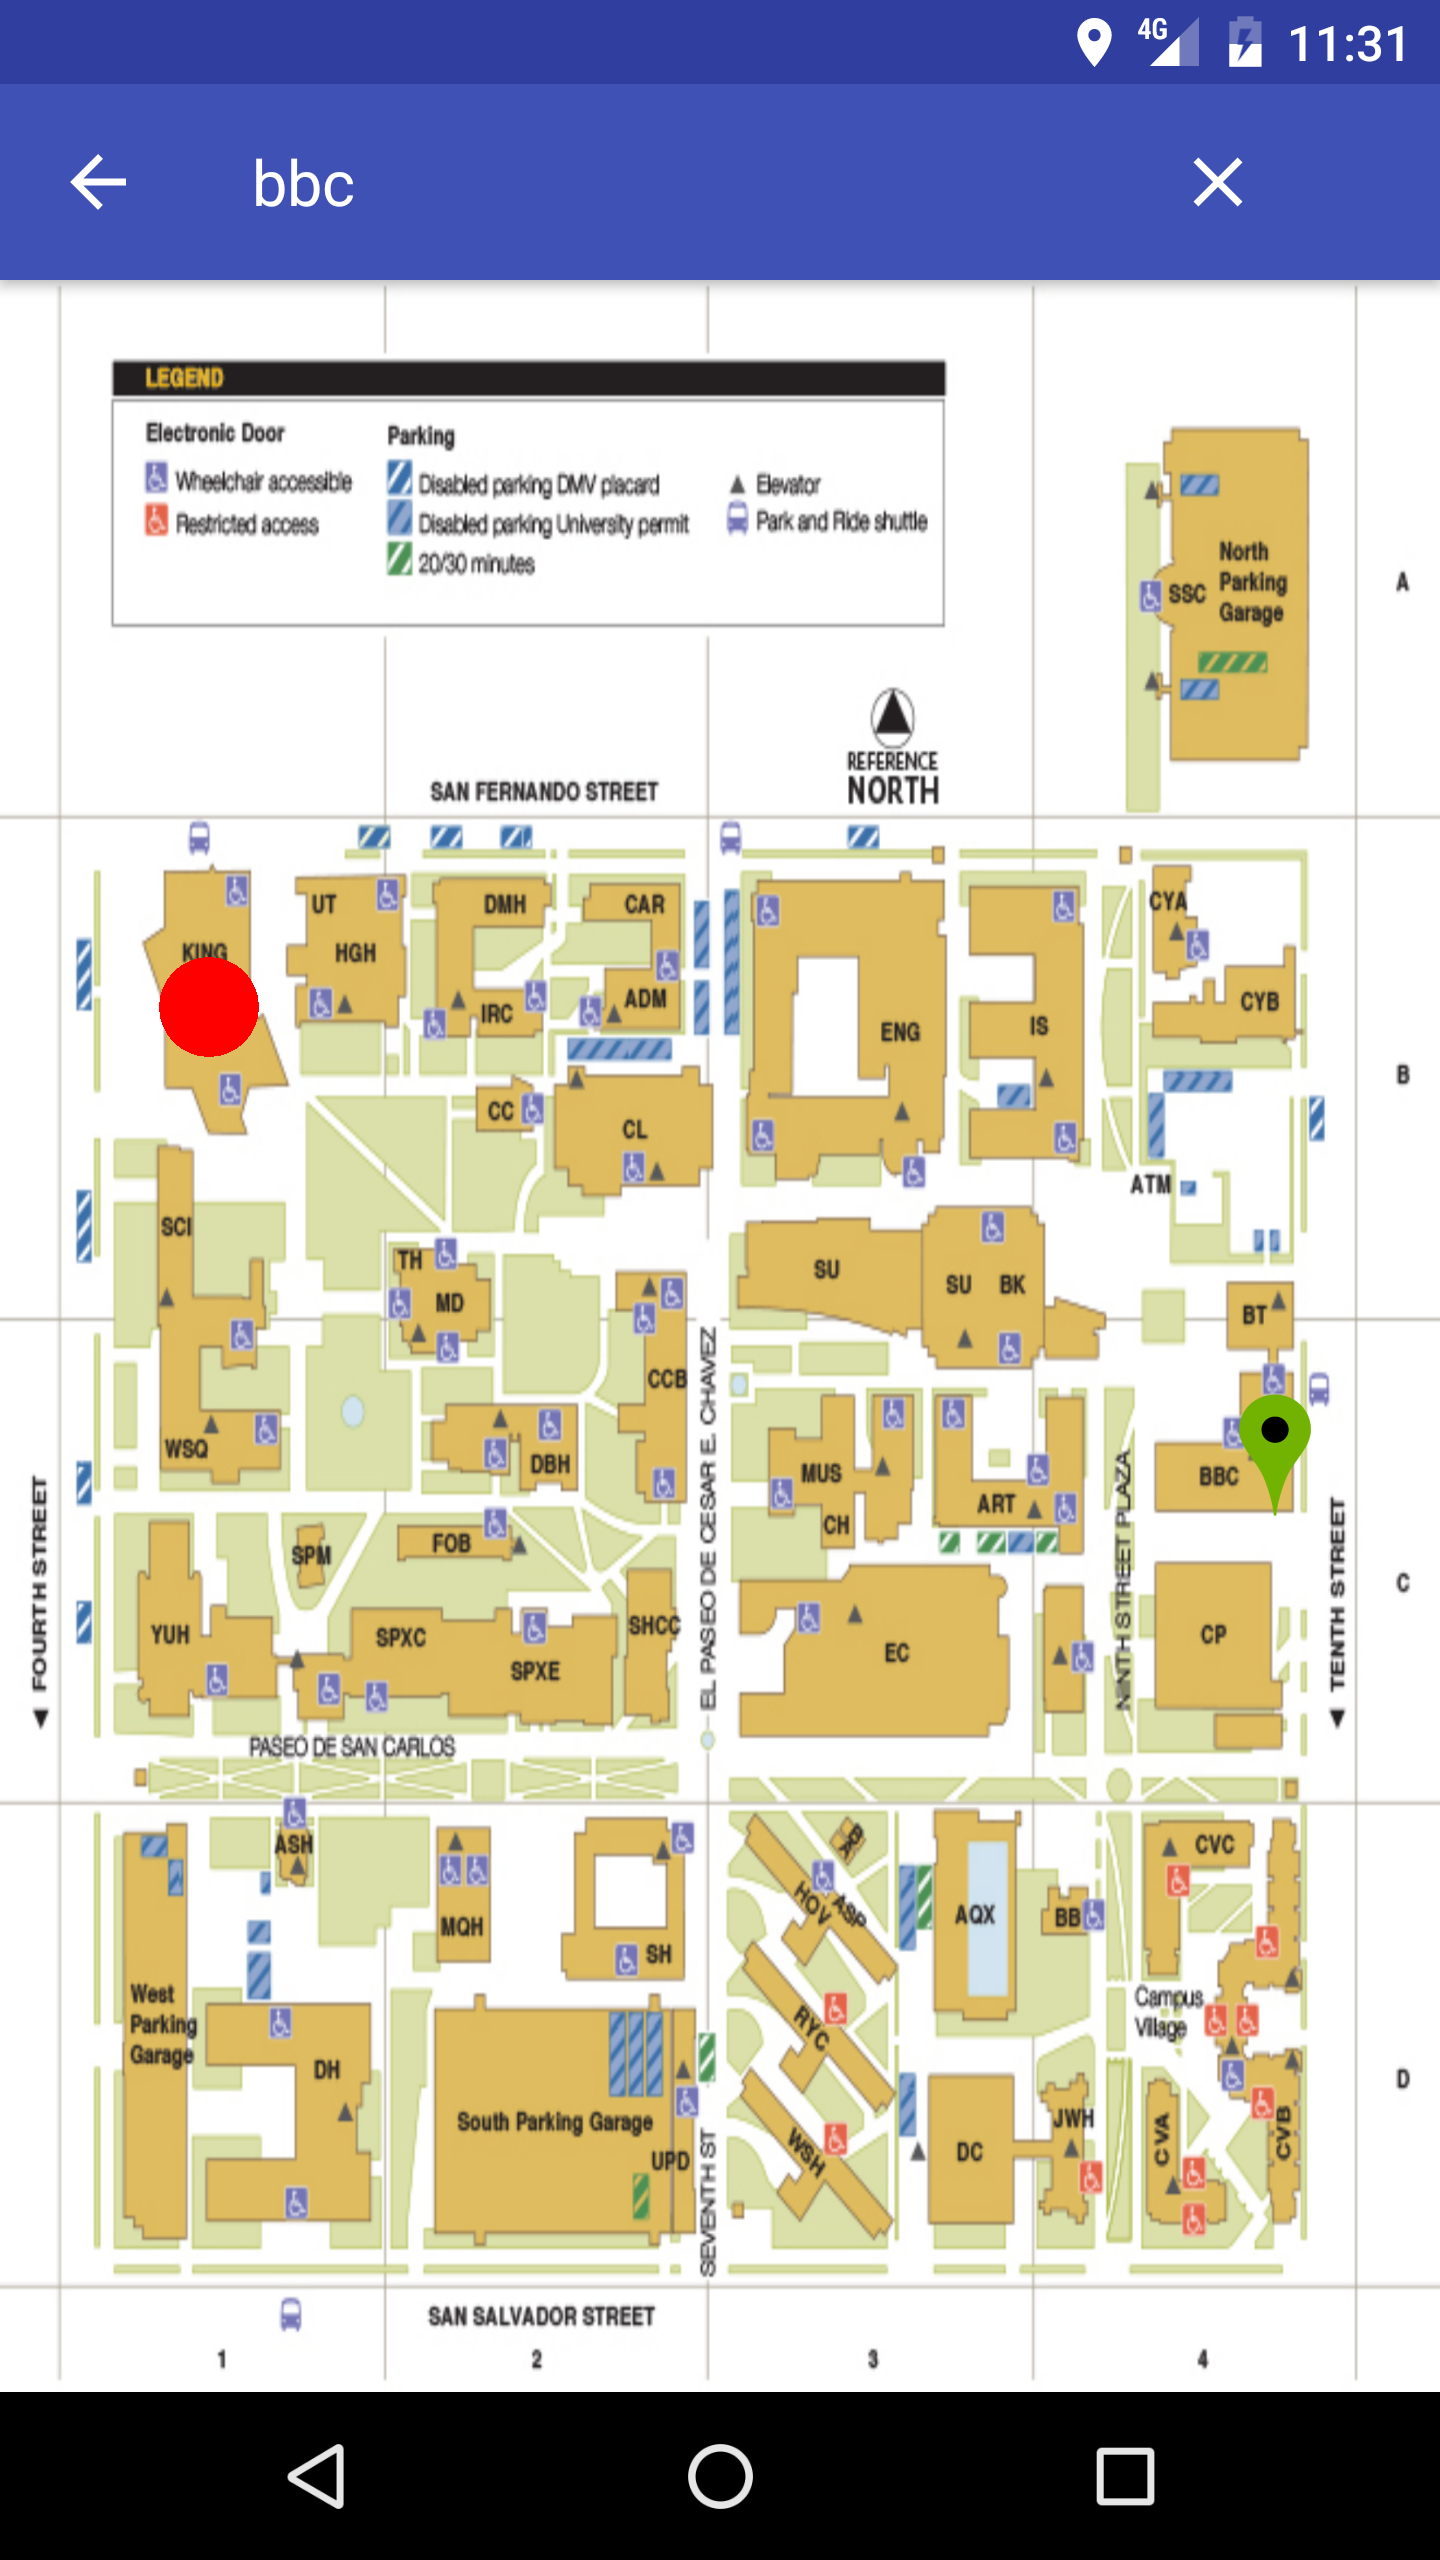 4G 11:31
bbc
LEGEND
Electronic Door
Wheelchair accessible
Restricted access
Parking
Disabled parking DMV placard
Disabled parking University permit
20/30 minutes
Elevator
Park and Ride shuttle
North
Parking
Garage
SSC
A
REFERENCE
NORTH
SAN FERNANDO STREET
KING
UT
HGH
DMH
IRC
CAR
ADM
ENG
IS
CYA
CYB
B
CC
CL
ATM
SCI
TH
MD
SU
SU BK
BT
CCB
WSQ
DBH
MUS
CH
ART
BBC
EL PASEO DE CESAR E. CHAVEZ
NINTH STREET PLAZA
FOURTH STREET
TENTH STREET
SPM
FOB
C
YUH
SPXC
SPXE
SHCC
EC
CP
PASEO DE SAN CARLOS
ASH
MQH
SH
HOV
ASP
AQX
BB
CVC
West
Parking
Garage
DH
RYC
Campus
Village
D
South Parking Garage
UPD
SEVENTH ST
WSH
DC
JWH
CVA
CVB
SAN SALVADOR STREET
1
2
3
4